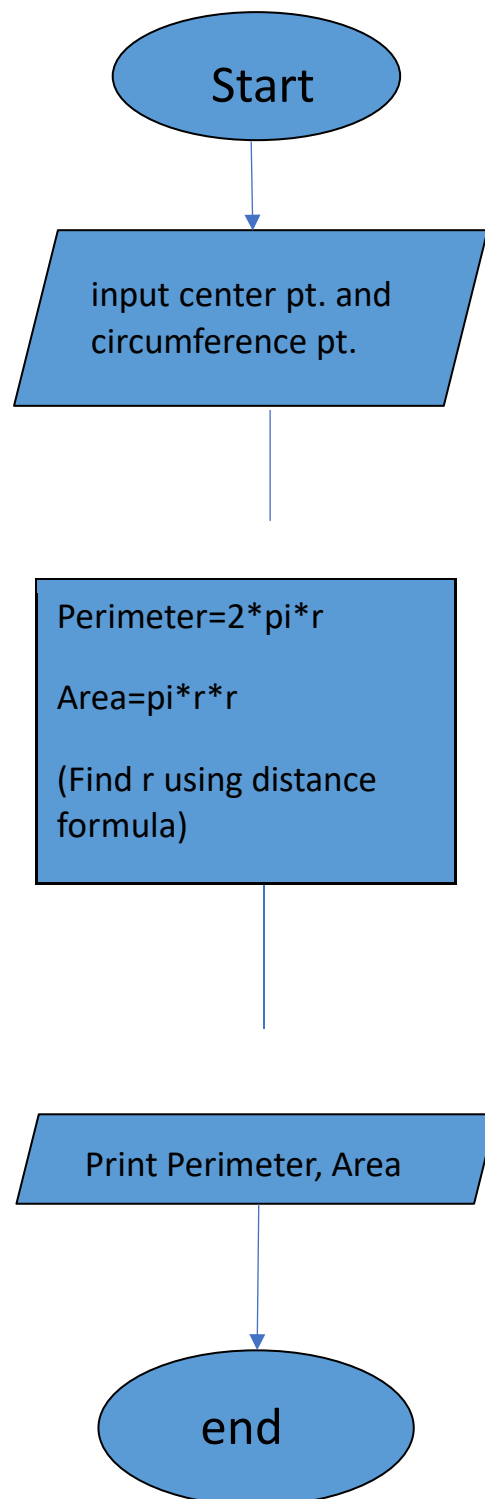 Start
input center pt. and
circumference pt.
Perimeter=2*pi*r
Area=pi*r*r
(Find r using distance
formula)
Print Perimeter, Area
end